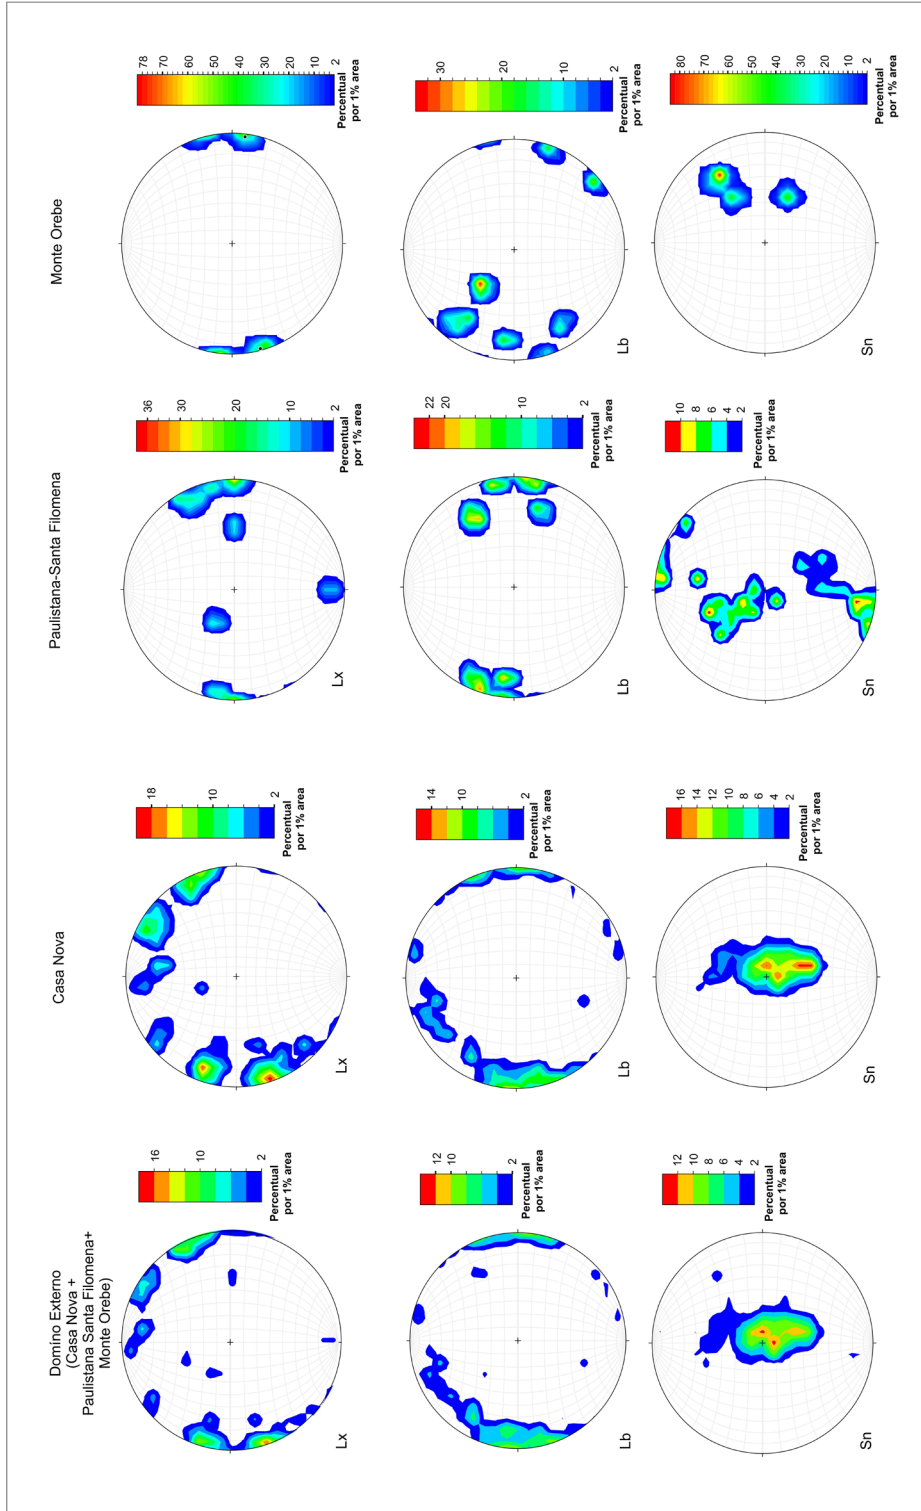 Domino Externo
(Casa Nova +
Paulistana Santa Filomena+
Monte Orebe)
Casa Nova
Paulistana-Santa Filomena
Monte Orebe
Lx
16
10
2
Percentual
por 1% area
Lx
18
10
2
Percentual
por 1% area
Lx
36
30
20
10
2
Percentual
por 1% area
78
70
60
50
40
30
20
10
2
Percentual
por 1% area
Lb
12
10
2
Percentual
por 1% area
Lb
14
10
2
Percentual
por 1% area
Lb
22
20
10
2
Percentual
por 1% area
Lb
30
20
10
2
Percentual
por 1% area
Sn
12
10
8
6
4
2
Percentual
por 1% area
Sn
16
14
12
10
8
6
4
2
Percentual
por 1% area
Sn
10
8
6
4
2
Percentual
por 1% area
Sn
80
70
60
50
40
30
20
10
2
Percentual
por 1% area